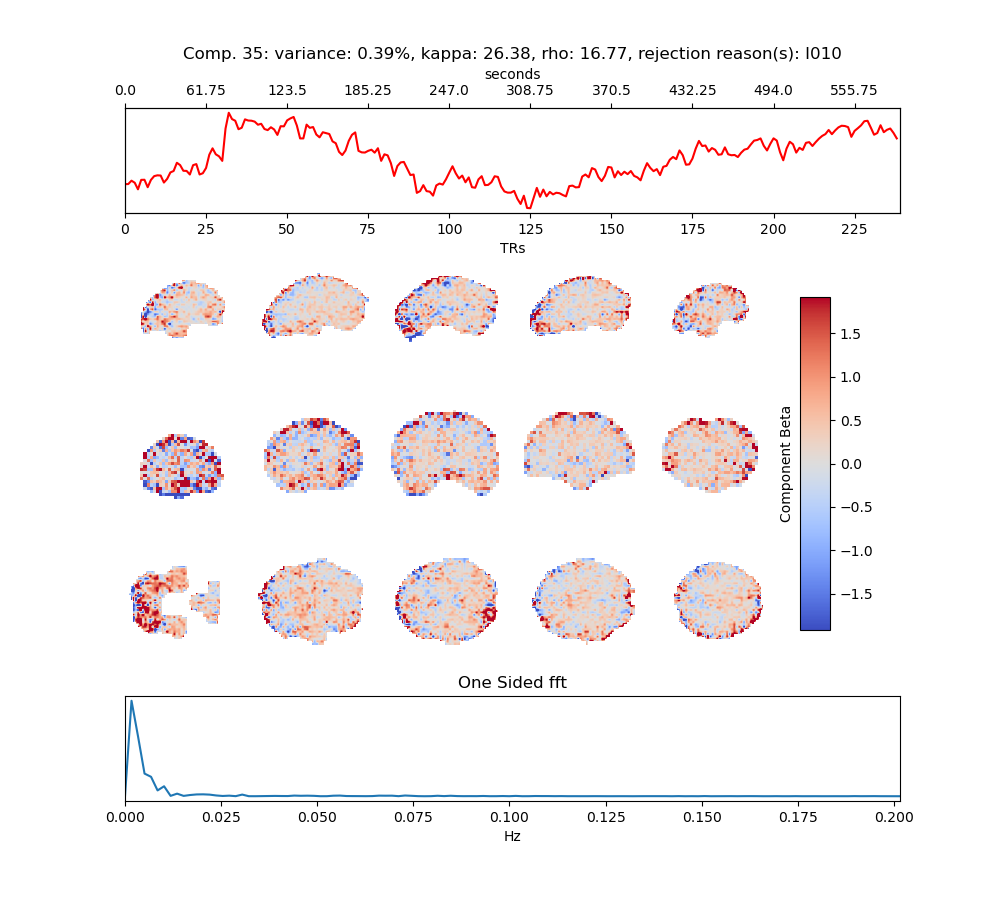 Comp. 35: variance: 0.39%, kappa: 26.38, rho: 16.77, rejection reason(s): I010
seconds
0.0 61.75 123.5 185.25 247.0 308.75 370.5 432.25 494.0 555.75
0 25 50 75 100 125 150 175 200 225
TRs
1.5
1.0
0.5
0.0
−0.5
−1.0
−1.5
Component Beta
One Sided fft
0.000 0.025 0.050 0.075 0.100 0.125 0.150 0.175 0.200
Hz